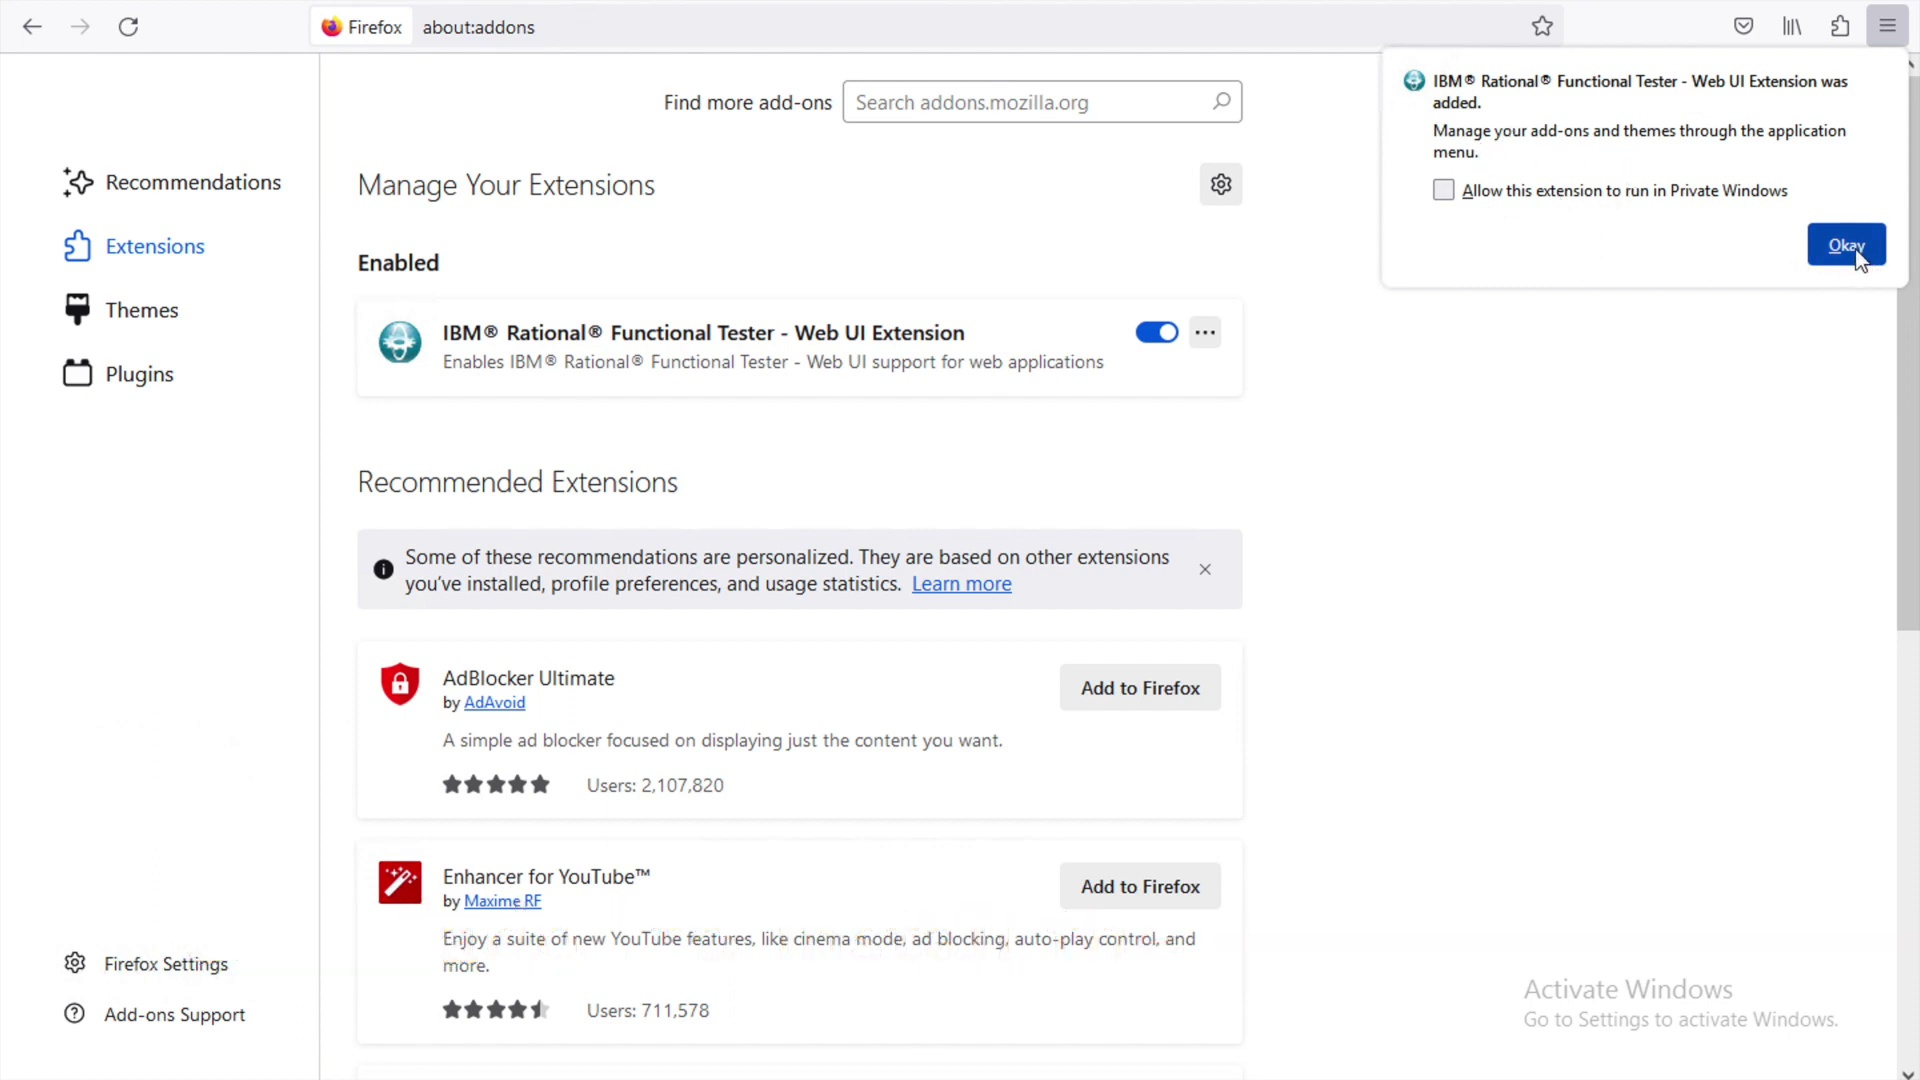 Firefox about:addons
IBM® Rational® Functional Tester - Web UI Extension was
added.
Manage your add-ons and themes through the application
menu.
Allow this extension to run in Private Windows
Okay
Find more add-ons Search addons.mozilla.org
Recommendations
Extensions
Themes
Plugins
Firefox Settings
Add-ons Support
Manage Your Extensions
Enabled
IBM® Rational® Functional Tester - Web UI Extension
Enables IBM® Rational® Functional Tester - Web UI support for web applications
Recommended Extensions
Some of these recommendations are personalized. They are based on other extensions
you've installed, profile preferences, and usage statistics. Learn more
AdBlocker Ultimate
by AdAvoid
Add to Firefox
A simple ad blocker focused on displaying just the content you want.
Users: 2,107,820
Enhancer for YouTube™
by Maxime RF
Add to Firefox
Enjoy a suite of new YouTube features, like cinema mode, ad blocking, auto-play control, and
more.
Users: 711,578
Activate Windows
Go to Settings to activate Windows.